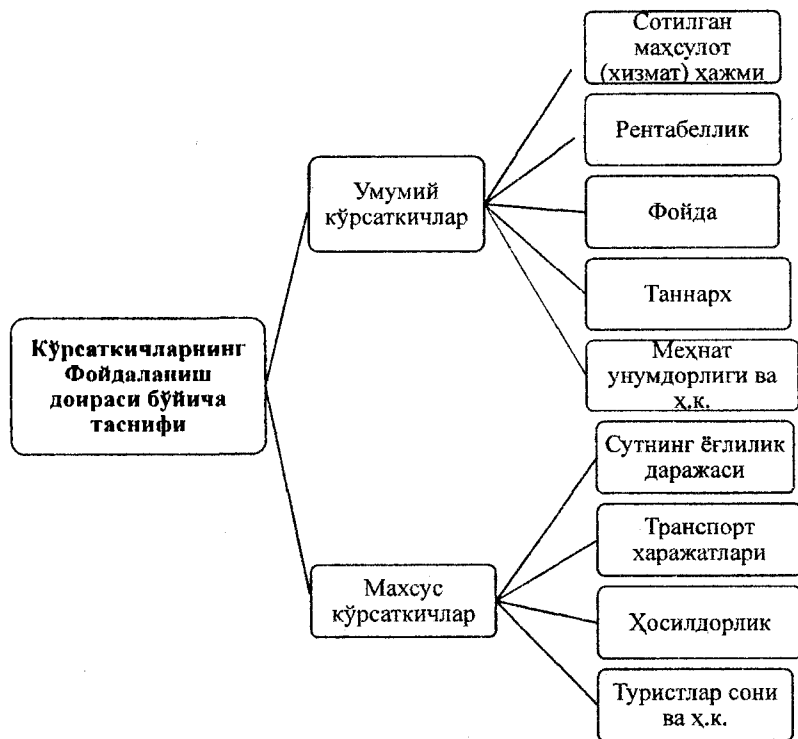 Сотилган
маҳсулот
(хизмат) ҳажми
Рентабеллик
Умумий
кўрсаткичлар
Фойда
Таннарх
Меҳнат
унумдорлиги ва
ҳ.к.
Кўрсаткичларнинг
Фойдаланиш
доираси бўйича
таснифи
Сутнинг ёғлилик
даражаси
Транспорт
харажатлари
Махсус
кўрсаткичлар
Ҳосилдорлик
Туристлар сони
ва ҳ.к.